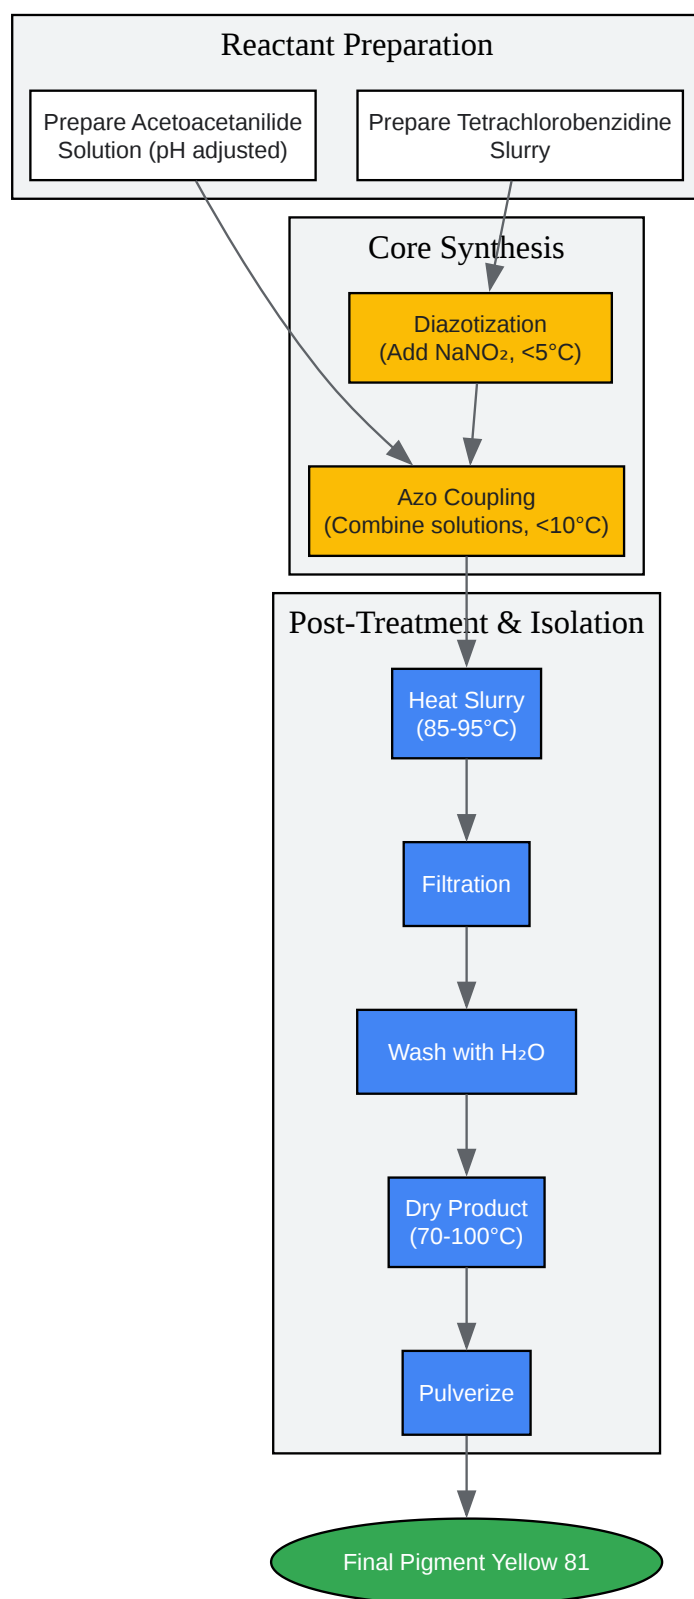 Reactant Preparation
Prepare Acetoacetanilide
Solution (pH adjusted)
Prepare Tetrachlorobenzidine
Slurry
Core Synthesis
Diazotization
(Add NaNO₂, <5°C)
Azo Coupling
(Combine solutions, <10°C)
Post-Treatment & Isolation
Heat Slurry
(85-95°C)
Filtration
Wash with H₂O
Dry Product
(70-100°C)
Pulverize
Final Pigment Yellow 81